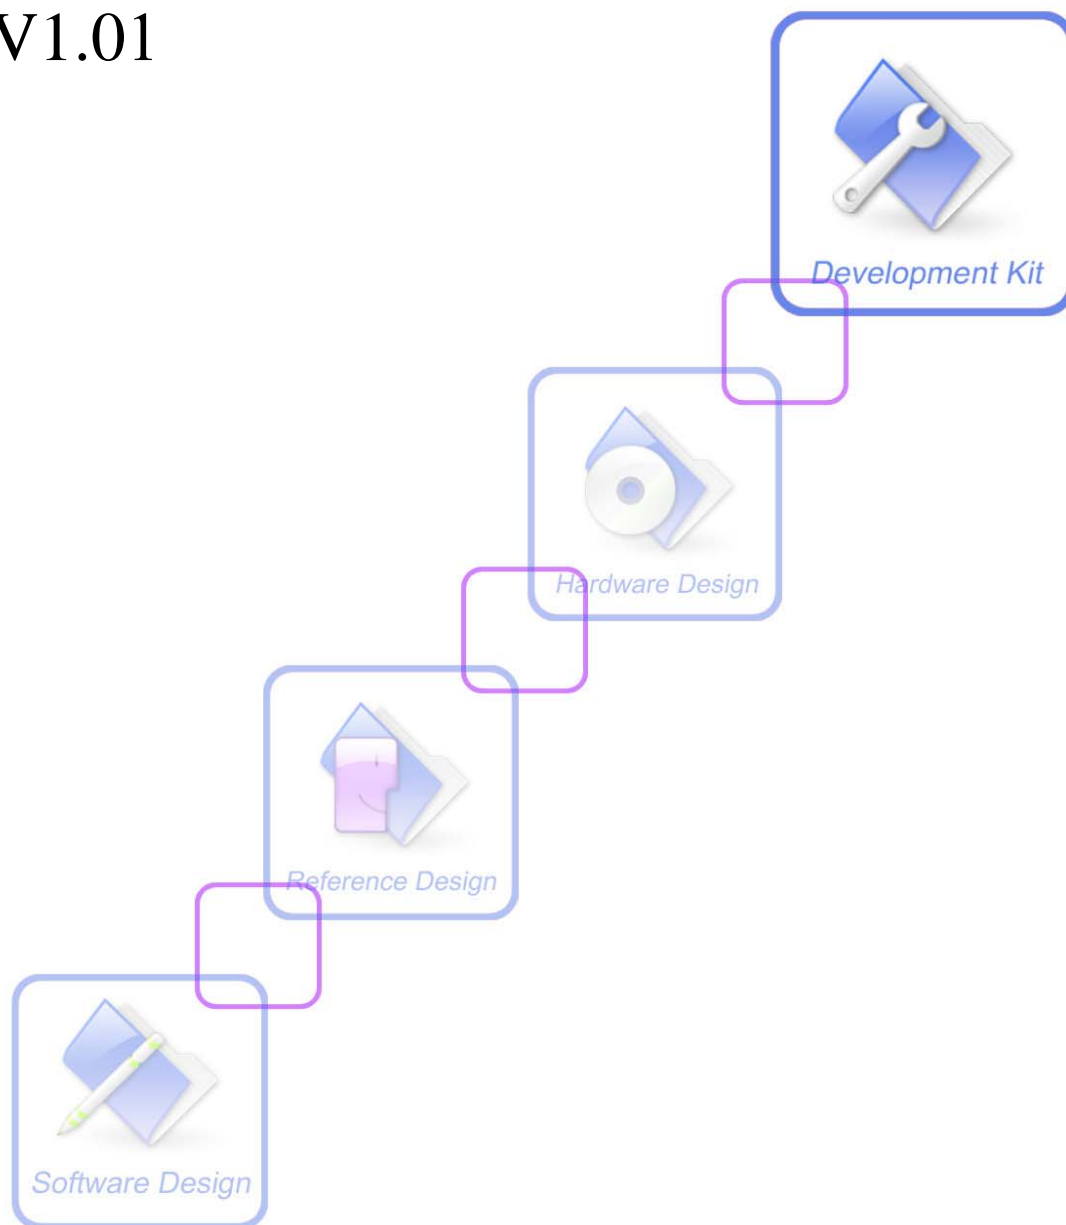 V1.01
Development Kit
Hardware Design
Reference Design
Software Design